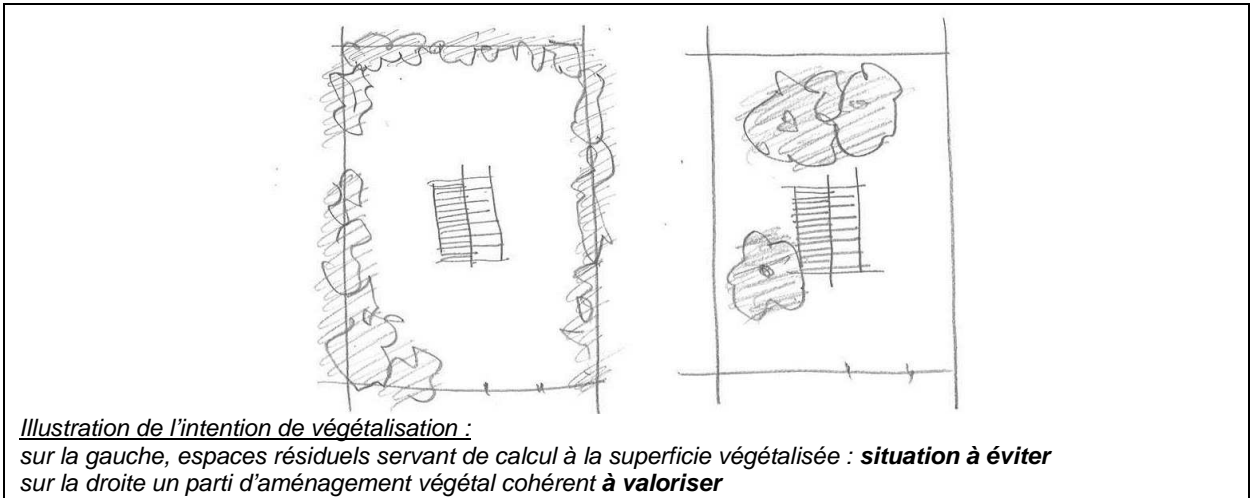 Illustration de l'intention de végétalisation :
sur la gauche, espaces résiduels servant de calcul à la superficie végétalisée : situation à éviter
sur la droite un parti d'aménagement végétal cohérent à valoriser